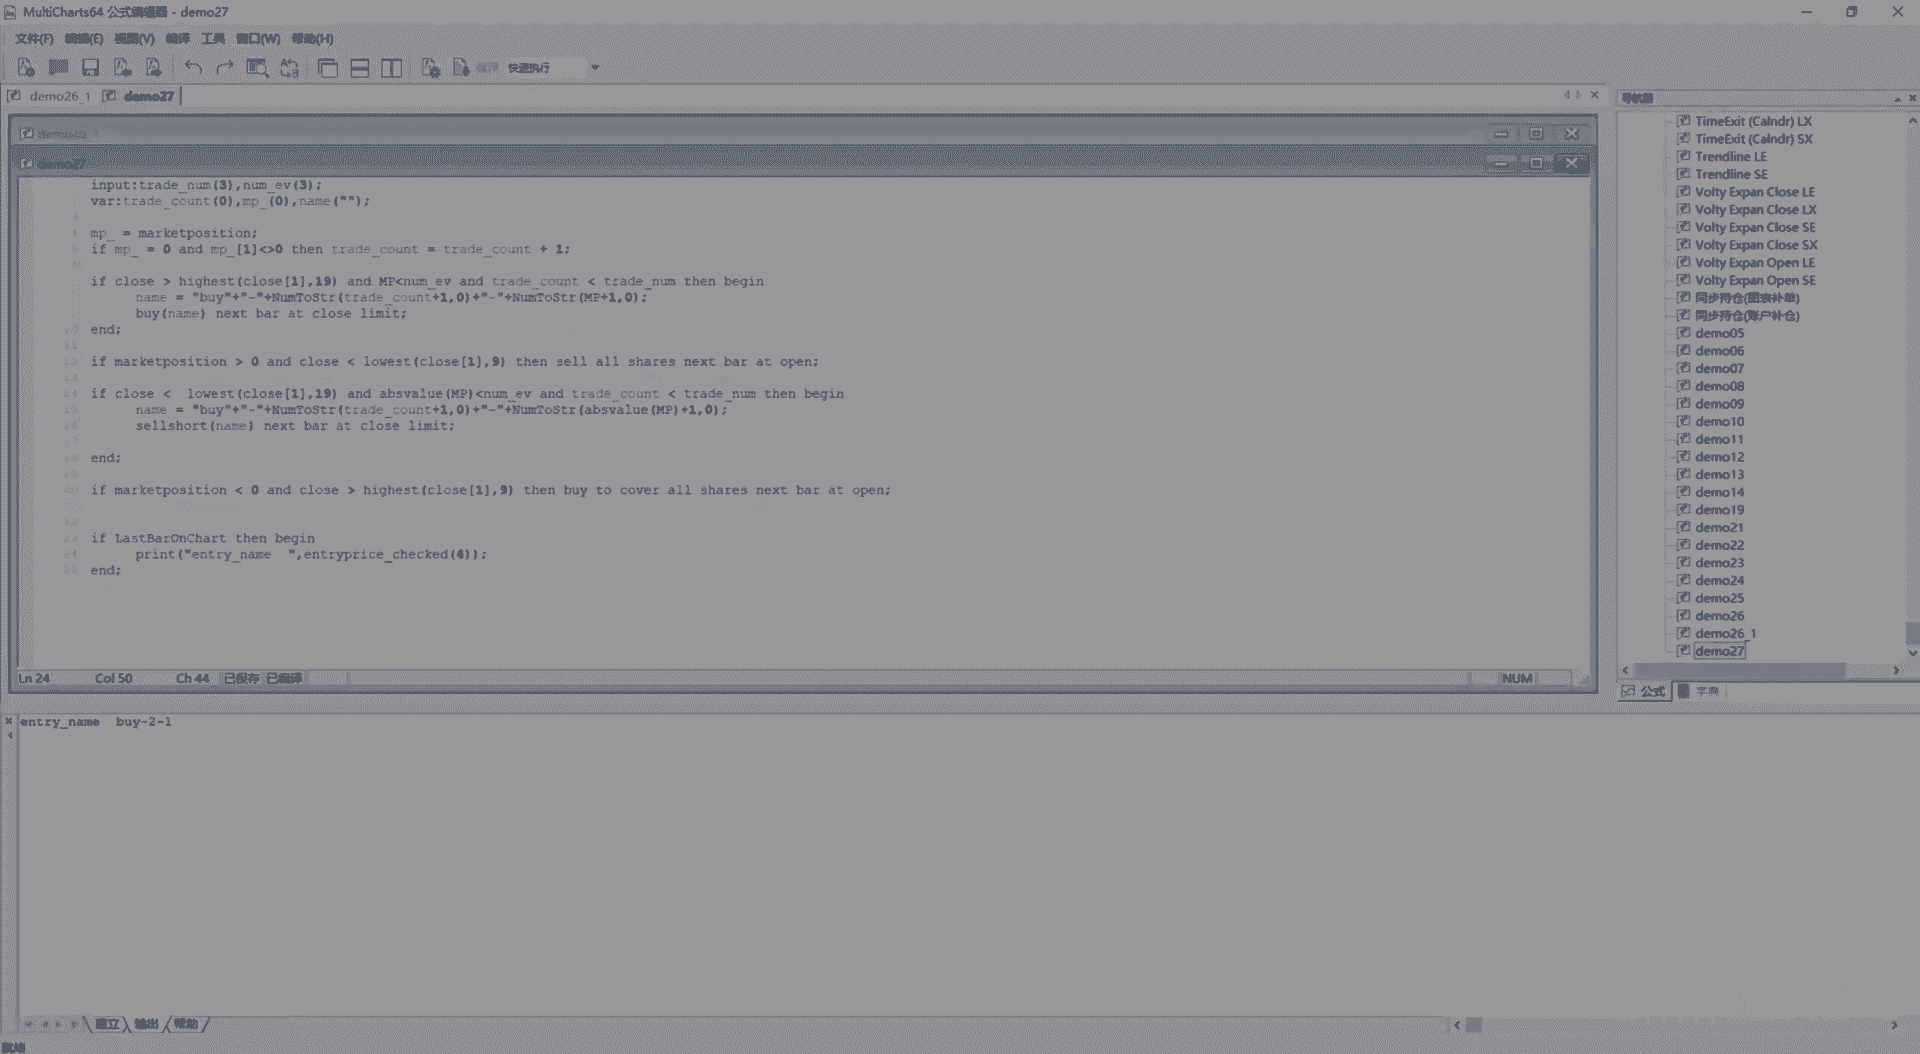 MultiCharts64 公式编辑器 - demo27
文件(F) 编辑(E) 视图(V) 编译 工具 窗口(W) 帮助(H)
快速执行
demo26_1 demo27
导航器
demo27
input:trade_num(3),num_ev(3);
var:trade_count(0),mp_(0),name("");
mp_ = marketposition;
if mp_ = 0 and mp_[1]<>0 then trade_count = trade_count + 1;
if close > highest(close[1],19) and MP<num_ev and trade_count < trade_num then begin
name = "buy"+"-"+NumToStr(trade_count+1,0)+"-"+NumToStr(MP+1,0);
buy(name) next bar at close limit;
end;
if marketposition > 0 and close < lowest(close[1],9) then sell all shares next bar at open;
if close <  lowest(close[1],19) and absvalue(MP)<num_ev and trade_count < trade_num then begin
name = "buy"+"-"+NumToStr(trade_count+1,0)+"-"+NumToStr(absvalue(MP)+1,0);
sellshort(name) next bar at close limit;
end;
if marketposition < 0 and close > highest(close[1],9) then buy to cover all shares next bar at open;
if LastBarOnChart then begin
print("entry_name  ",entryprice_checked(4));
end;
Ln 24 Col 50 Ch 44 已保存 已编译 NUM
TimeExit (Calndr) LX
TimeExit (Calndr) SX
Trendline LE
Trendline SE
Volty Expan Close LE
Volty Expan Close LX
Volty Expan Close SE
Volty Expan Close SX
Volty Expan Open LE
Volty Expan Open SE
同步持仓(图表补单)
同步持仓(账户补仓)
demo05
demo06
demo07
demo08
demo09
demo10
demo11
demo12
demo13
demo14
demo19
demo21
demo22
demo23
demo24
demo25
demo26
demo26_1
demo27
公式 字典
entry_name  buy-2-1
建立 输出 帮助
就绪